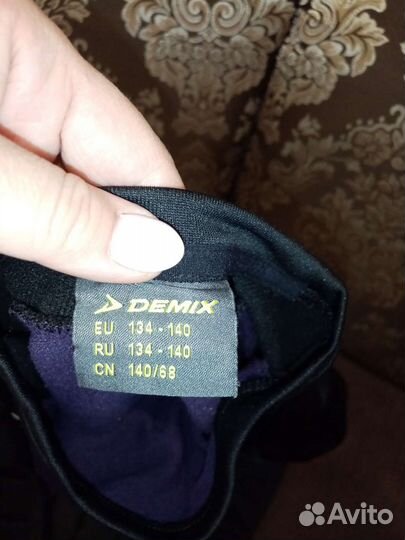 DEMIX
EU 134 - 140
RU 134 - 140
CN 140/68
Avito